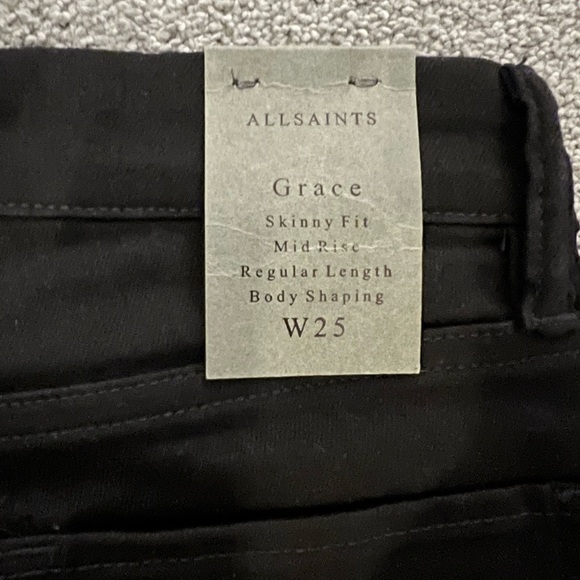 ALLSAINTS
Grace
Skinny Fit
Mid Rise
Regular Length
Body Shaping
W25